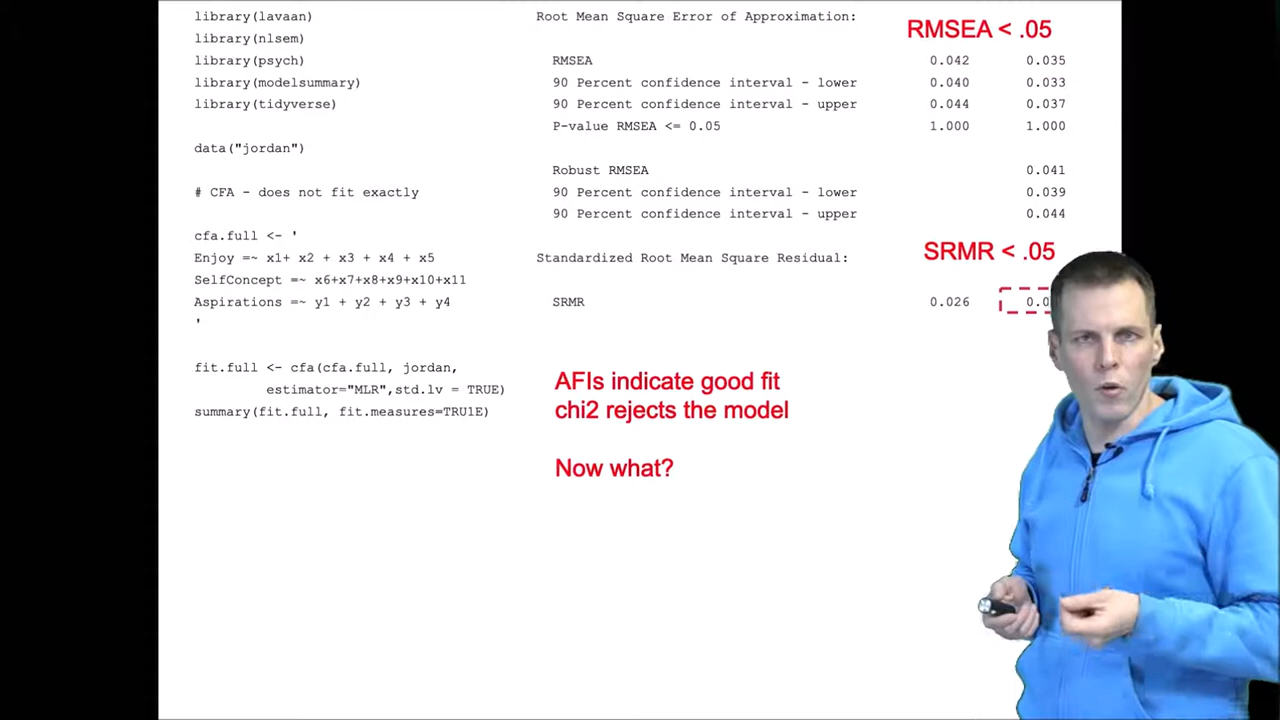 library(lavaan)
library(nlsem)
library(psych)
library(modelsummary)
library(tidyverse)
data("jordan")
# CFA - does not fit exactly
cfa.full <- '
Enjoy =~ x1+ x2 + x3 + x4 + x5
SelfConcept =~ x6+x7+x8+x9+x10+x11
Aspirations =~ y1 + y2 + y3 + y4
'
fit.full <- cfa(cfa.full, jordan,
estimator="MLR",std.lv = TRUE)
summary(fit.full, fit.measures=TRU1E)
Root Mean Square Error of Approximation:
RMSEA < .05
RMSEA 0.042 0.035
90 Percent confidence interval - lower 0.040 0.033
90 Percent confidence interval - upper 0.044 0.037
P-value RMSEA <= 0.05 1.000 1.000
Robust RMSEA 0.041
90 Percent confidence interval - lower 0.039
90 Percent confidence interval - upper 0.044
SRMR < .05
Standardized Root Mean Square Residual:
SRMR 0.026
AFIs indicate good fit
chi2 rejects the model
Now what?